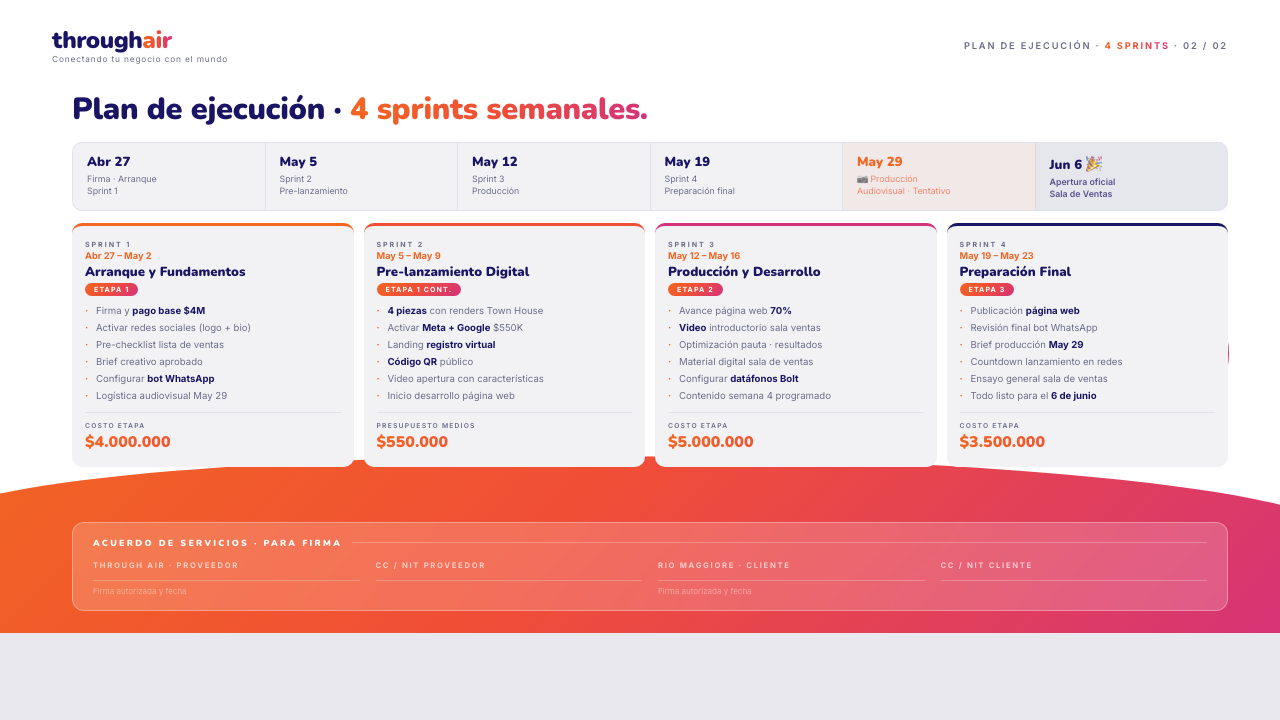 throughair
Conectando tu negocio con el mundo
PLAN DE EJECUCIÓN · 4 SPRINTS · 02 / 02
Plan de ejecución · 4 sprints semanales.
Abr 27
Firma · Arranque
Sprint 1
May 5
Sprint 2
Pre-lanzamiento
May 12
Sprint 3
Producción
May 19
Sprint 4
Preparación final
May 29
📷 Producción
Audiovisual · Tentativo
Jun 6 🎉
Apertura oficial
Sala de Ventas
SPRINT 1
Abr 27 – May 2
Arranque y Fundamentos
ETAPA 1
· Firma y pago base $4M
· Activar redes sociales (logo + bio)
· Pre-checklist lista de ventas
· Brief creativo aprobado
· Configurar bot WhatsApp
· Logística audiovisual May 29
COSTO ETAPA
$4.000.000
SPRINT 2
May 5 – May 9
Pre-lanzamiento Digital
ETAPA 1 CONT.
· 4 piezas con renders Town House
· Activar Meta + Google $550K
· Landing registro virtual
· Código QR público
· Video apertura con características
· Inicio desarrollo página web
PRESUPUESTO MEDIOS
$550.000
SPRINT 3
May 12 – May 16
Producción y Desarrollo
ETAPA 2
· Avance página web 70%
· Video introductorio sala ventas
· Optimización pauta · resultados
· Material digital sala de ventas
· Configurar datáfonos Bolt
· Contenido semana 4 programado
COSTO ETAPA
$5.000.000
SPRINT 4
May 19 – May 23
Preparación Final
ETAPA 3
· Publicación página web
· Revisión final bot WhatsApp
· Brief producción May 29
· Countdown lanzamiento en redes
· Ensayo general sala de ventas
· Todo listo para el 6 de junio
COSTO ETAPA
$3.500.000
ACUERDO DE SERVICIOS · PARA FIRMA
THROUGH AIR · PROVEEDOR
Firma autorizada y fecha
CC / NIT PROVEEDOR
RIO MAGGIORE · CLIENTE
Firma autorizada y fecha
CC / NIT CLIENTE